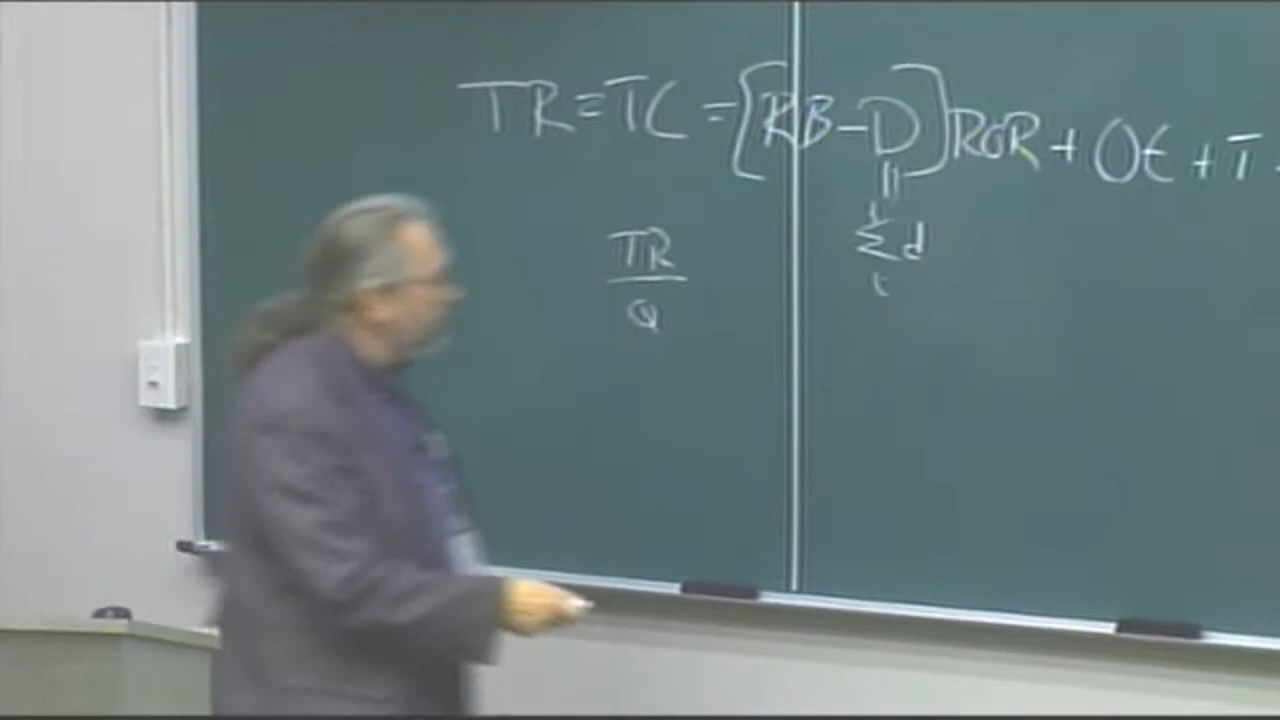 TR = TC = [RB - D] ROR + OE + T
||
t
Σ d
i
TR
Q